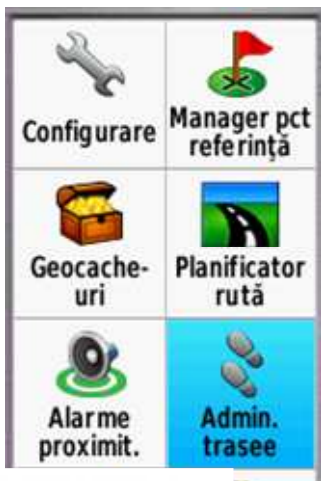 Configurare
Manager pct
referință
Geocache-
uri
Planificator
rută
Alarme
proximit.
Admin.
trasee